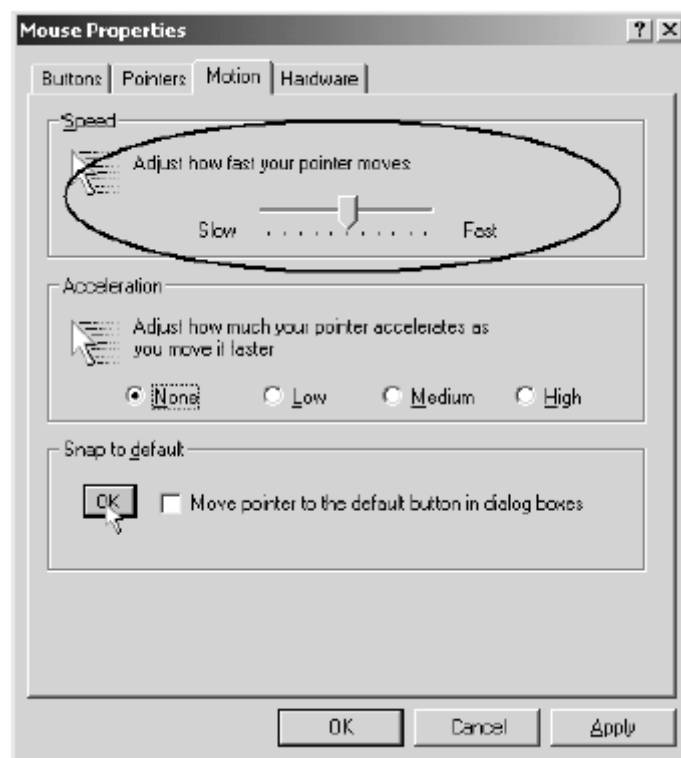 Mouse Properties
Buttons Pointers Motion Hardware
Speed
Adjust how fast your pointer moves
Slow Fast
Acceleration
Adjust how much your pointer accelerates as
you move it faster
None Low Medium High
Snap to default
OK Move pointer to the default button in dialog boxes
OK Cancel Apply